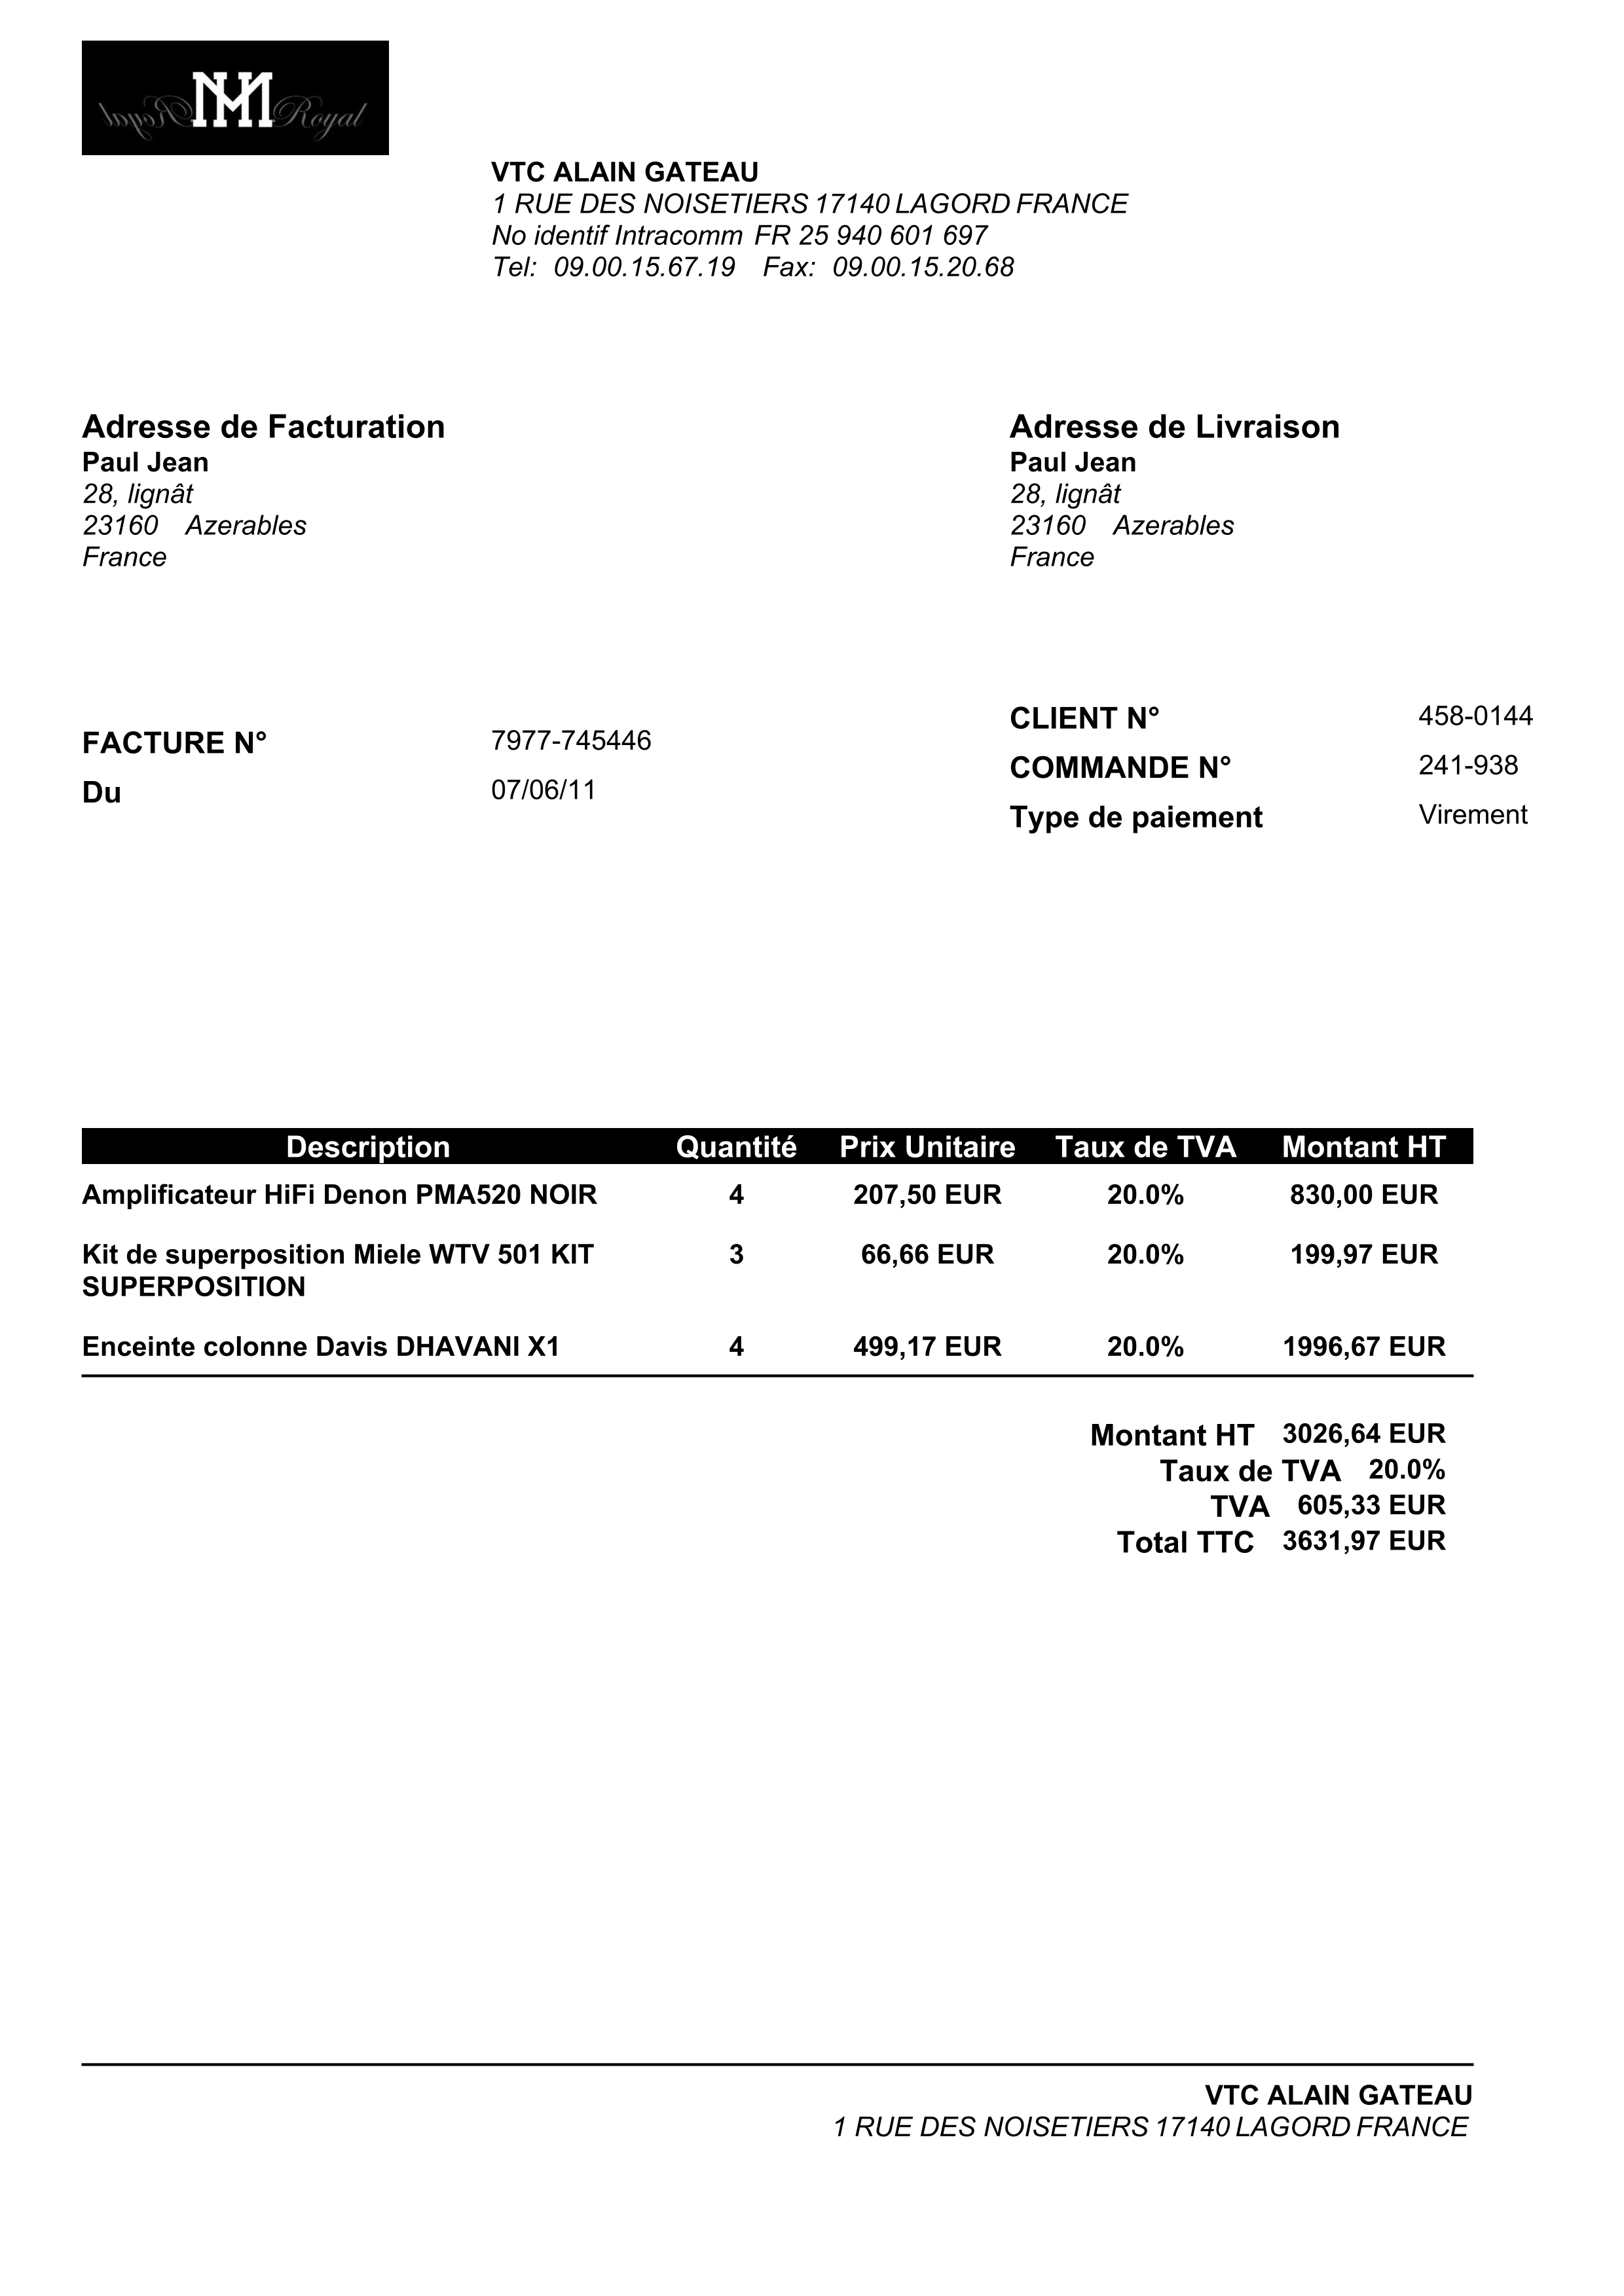 Royal MH Royal
VTC ALAIN GATEAU
1 RUE DES NOISETIERS 17140 LAGORD FRANCE
No identif Intracomm FR 25 940 601 697
Tel: 09.00.15.67.19 Fax: 09.00.15.20.68
Adresse de Facturation
Paul Jean
28, lignât
23160 Azerables
France
Adresse de Livraison
Paul Jean
28, lignât
23160 Azerables
France
FACTURE N° 7977-745446
Du 07/06/11
CLIENT N° 458-0144
COMMANDE N° 241-938
Type de paiement Virement
Description Quantité Prix Unitaire Taux de TVA Montant HT
Amplificateur HiFi Denon PMA520 NOIR 4 207,50 EUR 20.0% 830,00 EUR
Kit de superposition Miele WTV 501 KIT 3 66,66 EUR 20.0% 199,97 EUR
SUPERPOSITION
Enceinte colonne Davis DHAVANI X1 4 499,17 EUR 20.0% 1996,67 EUR
Montant HT 3026,64 EUR
Taux de TVA 20.0%
TVA 605,33 EUR
Total TTC 3631,97 EUR
VTC ALAIN GATEAU
1 RUE DES NOISETIERS 17140 LAGORD FRANCE